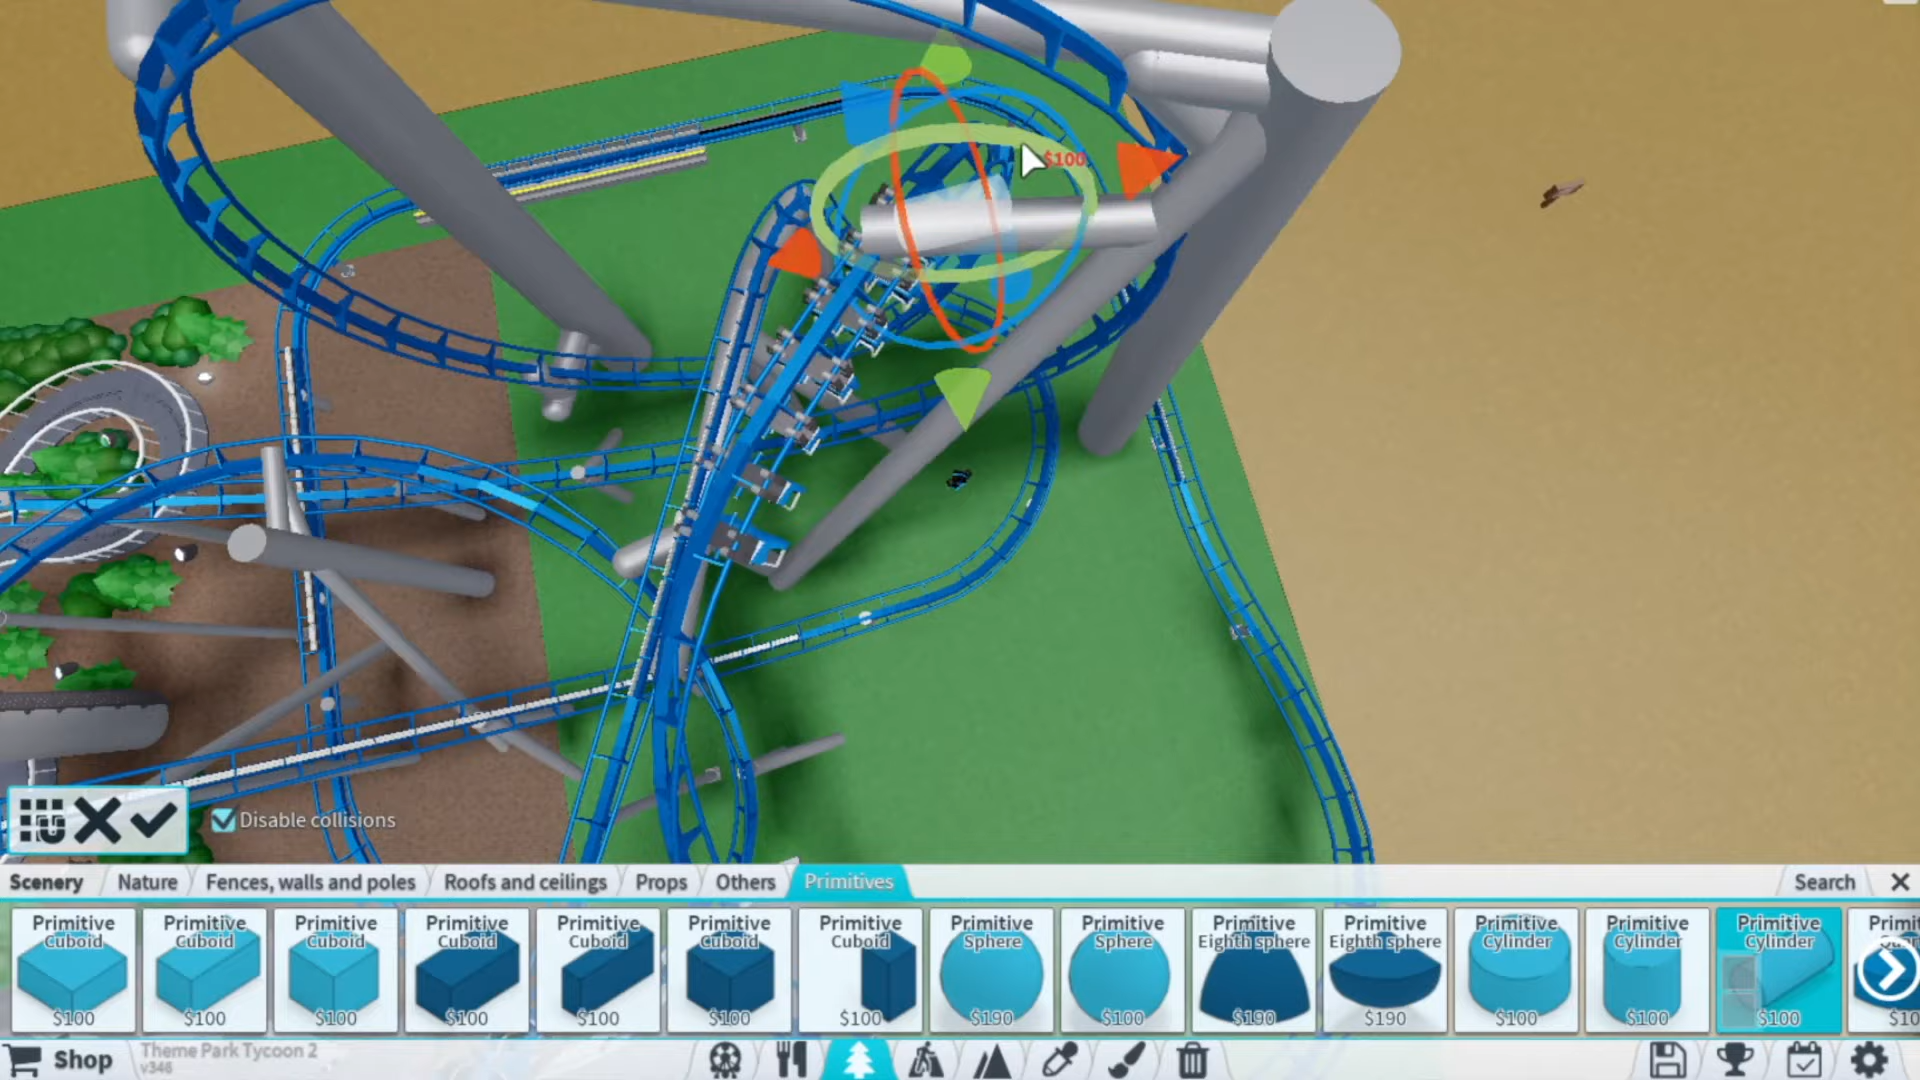 $100
Disable collisions
Scenery Nature Fences, walls and poles Roofs and ceilings Props Others Primitives Search
Primitive Cuboid $100
Primitive Cuboid $100
Primitive Cuboid $100
Primitive Cuboid $100
Primitive Cuboid $100
Primitive Cuboid $100
Primitive Cuboid $100
Primitive Sphere $190
Primitive Sphere $100
Primitive Eighth sphere $190
Primitive Eighth sphere $190
Primitive Cylinder $100
Primitive Cylinder $100
Primitive Cylinder $100
Shop
Theme Park Tycoon 2
v346